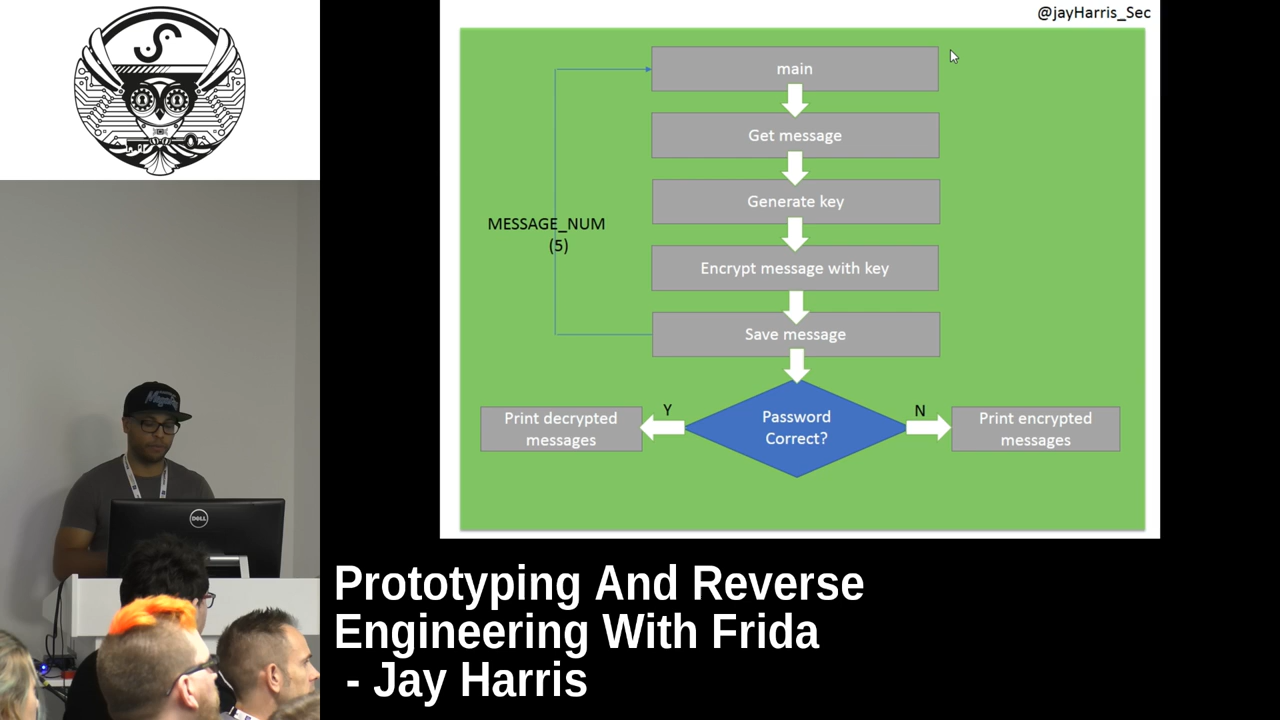 @jayHarris_Sec
main
Get message
Generate key
MESSAGE_NUM
(5)
Encrypt message with key
Save message
Y
N
Password
Correct?
Print decrypted
messages
Print encrypted
messages
DELL
Prototyping And Reverse
Engineering With Frida
- Jay Harris